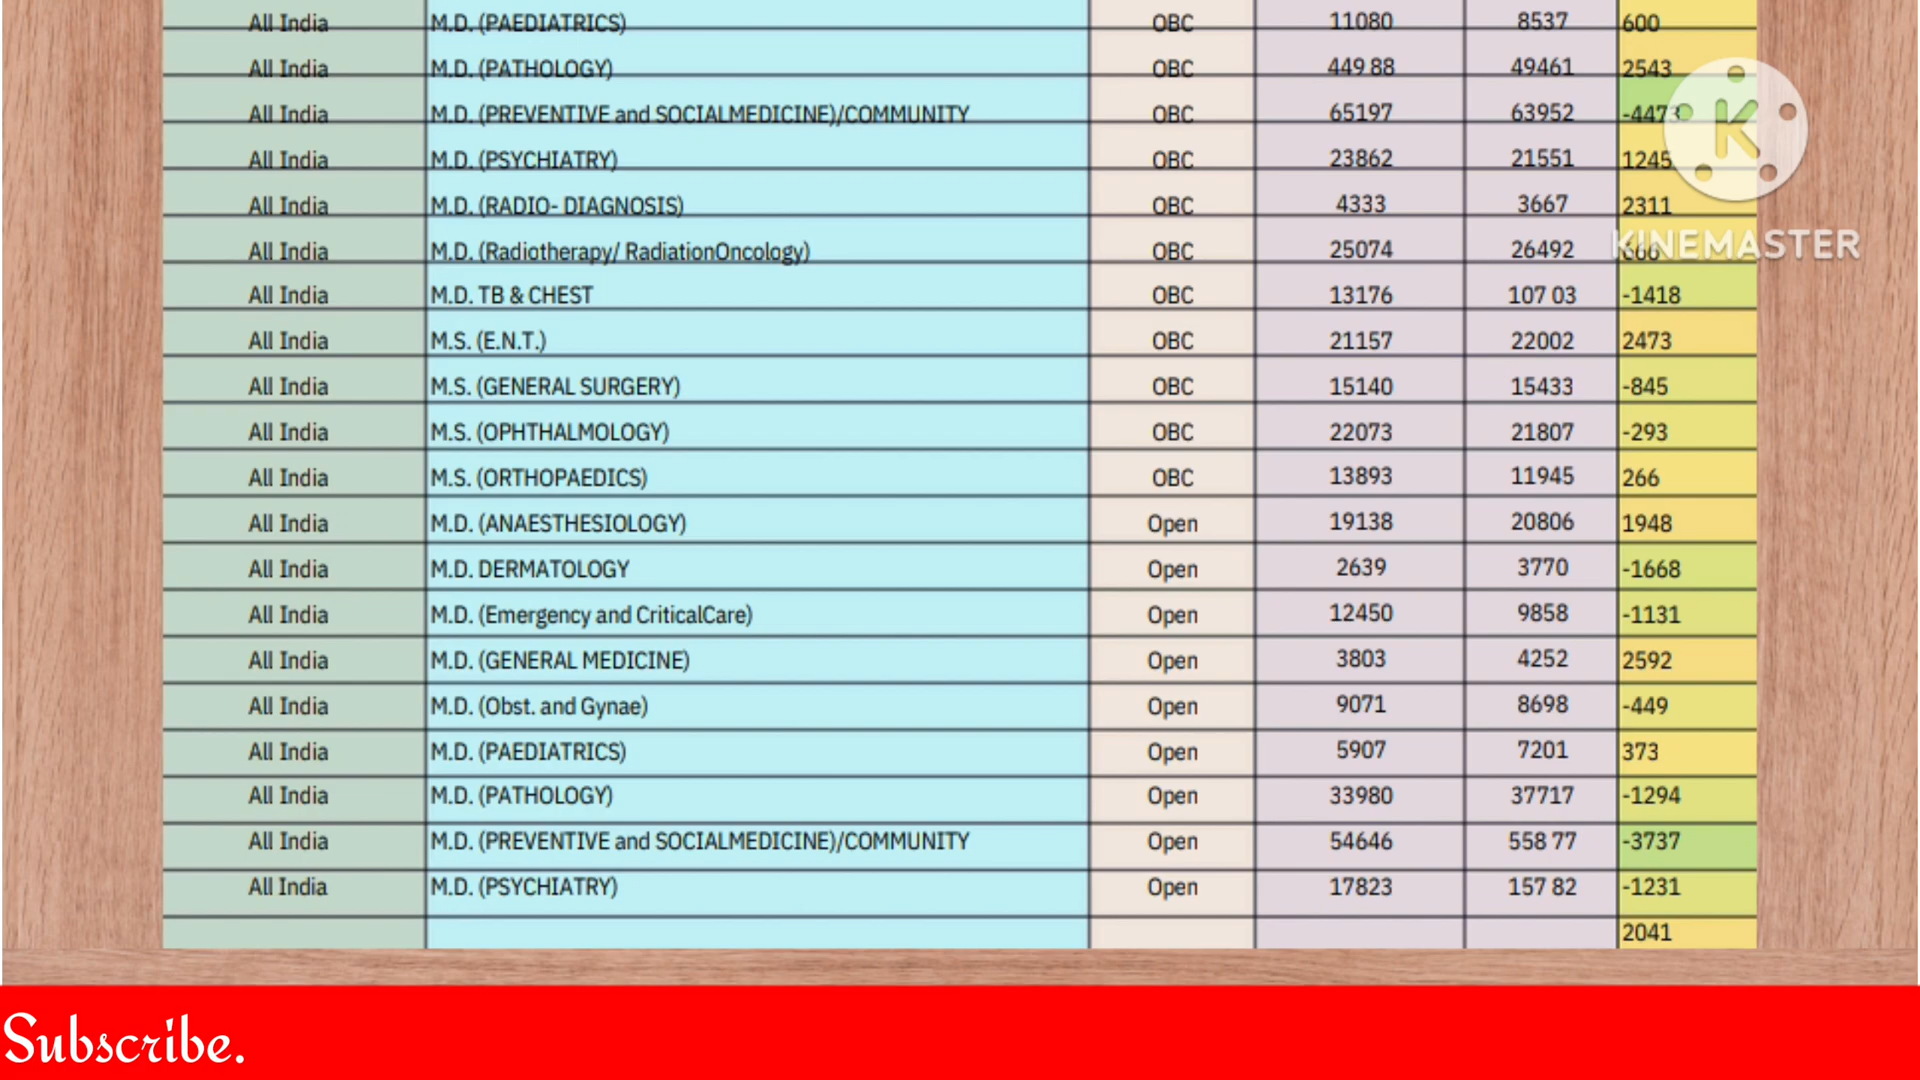 All India M.D. (PAEDIATRICS) OBC 11080 8537 600
All India M.D. (PATHOLOGY) OBC 449 88 49461 2543
All India M.D. (PREVENTIVE and SOCIALMEDICINE)/COMMUNITY OBC 65197 63952 -4473
All India M.D. (PSYCHIATRY) OBC 23862 21551 1245
All India M.D. (RADIO- DIAGNOSIS) OBC 4333 3667 2311
All India M.D. (Radiotherapy/ RadiationOncology) OBC 25074 26492 666
KINEMASTER
All India M.D. TB & CHEST OBC 13176 107 03 -1418
All India M.S. (E.N.T.) OBC 21157 22002 2473
All India M.S. (GENERAL SURGERY) OBC 15140 15433 -845
All India M.S. (OPHTHALMOLOGY) OBC 22073 21807 -293
All India M.S. (ORTHOPAEDICS) OBC 13893 11945 266
All India M.D. (ANAESTHESIOLOGY) Open 19138 20806 1948
All India M.D. DERMATOLOGY Open 2639 3770 -1668
All India M.D. (Emergency and CriticalCare) Open 12450 9858 -1131
All India M.D. (GENERAL MEDICINE) Open 3803 4252 2592
All India M.D. (Obst. and Gynae) Open 9071 8698 -449
All India M.D. (PAEDIATRICS) Open 5907 7201 373
All India M.D. (PATHOLOGY) Open 33980 37717 -1294
All India M.D. (PREVENTIVE and SOCIALMEDICINE)/COMMUNITY Open 54646 558 77 -3737
All India M.D. (PSYCHIATRY) Open 17823 157 82 -1231
2041
Subscribe.